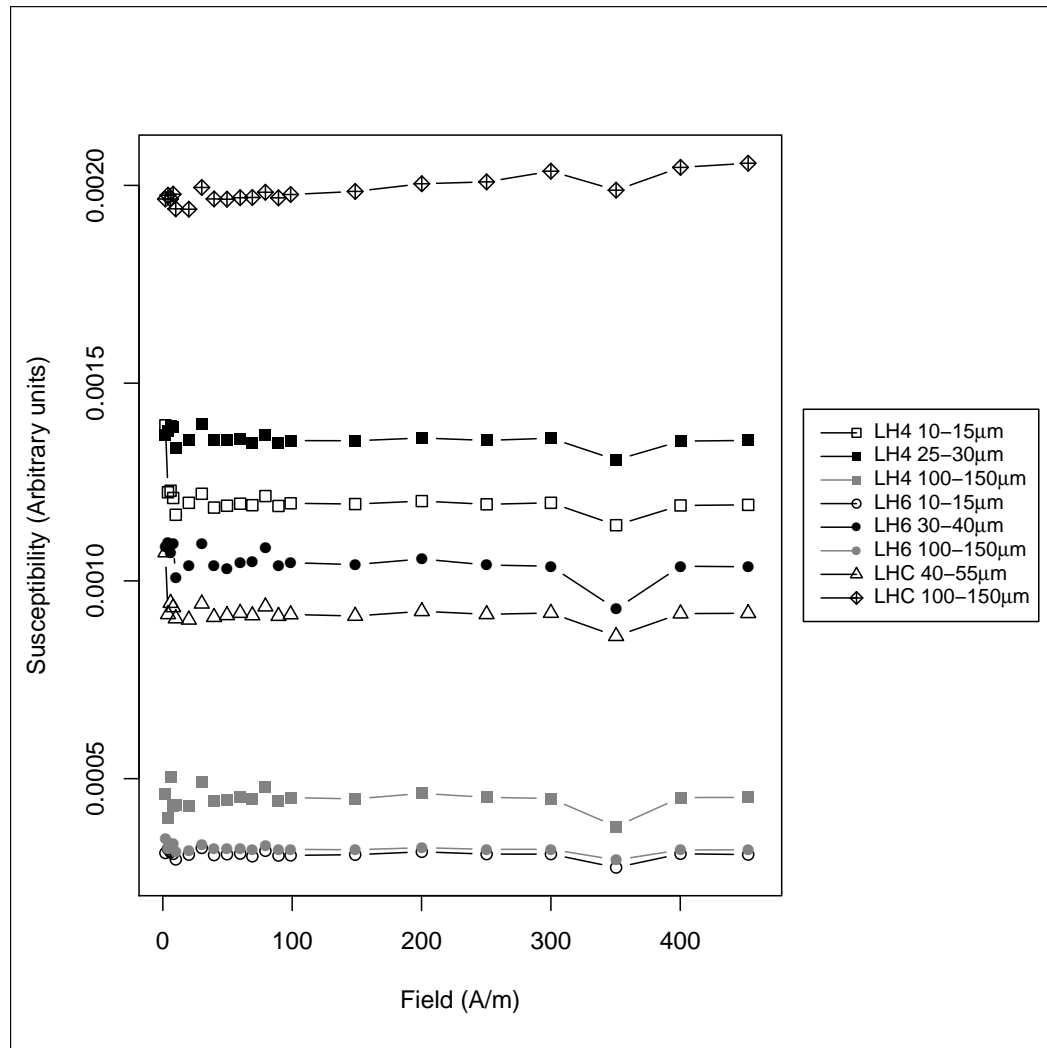 0.0020
0.0015
0.0010
0.0005
Susceptibility (Arbitrary units)
0 100 200 300 400
Field (A/m)
LH4 10−15μm
LH4 25−30μm
LH4 100−150μm
LH6 10−15μm
LH6 30−40μm
LH6 100−150μm
LHC 40−55μm
LHC 100−150μm